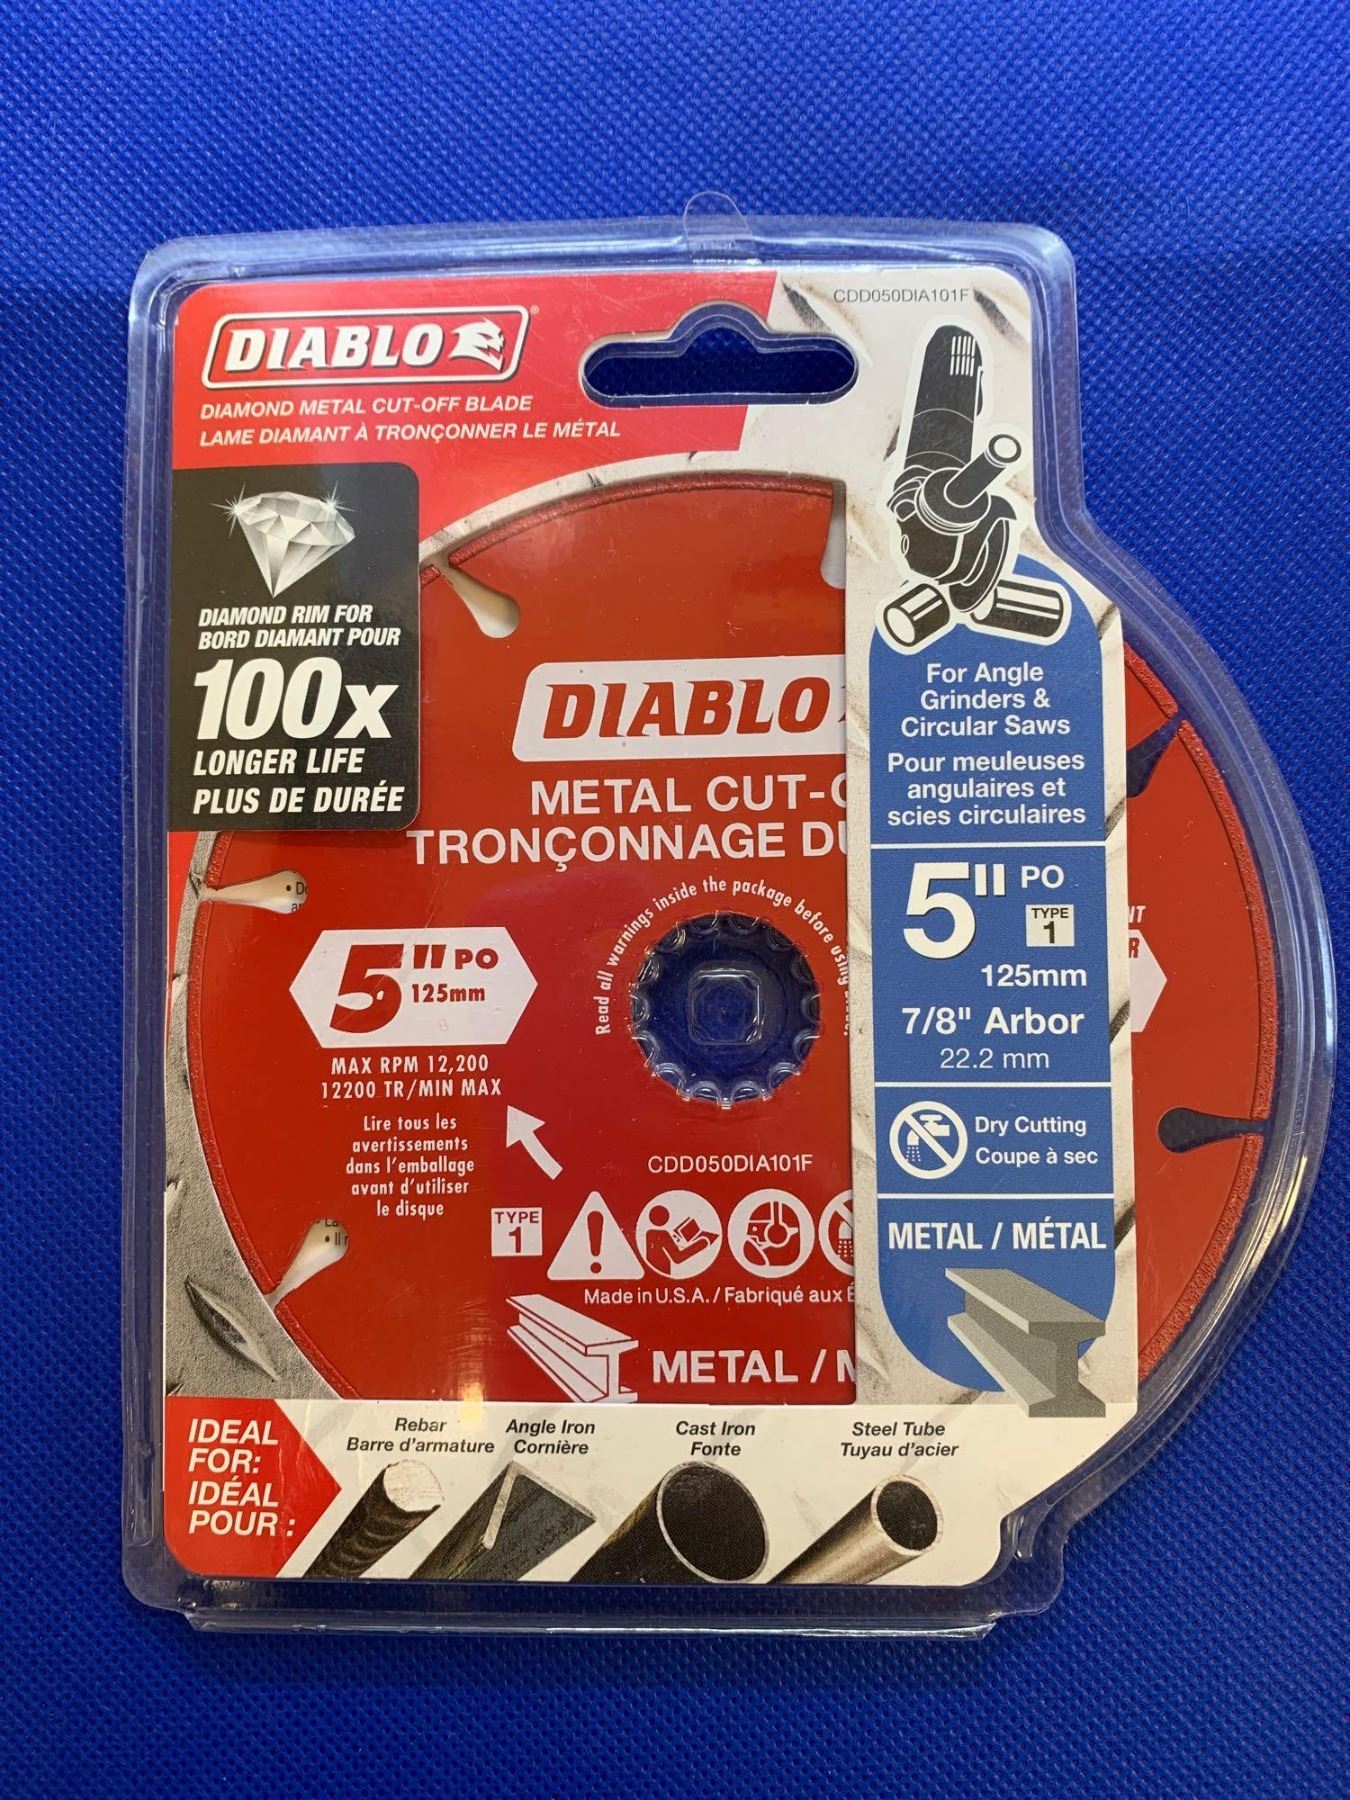 CDD050DIA101F
DIABLO
DIAMOND METAL CUT-OFF BLADE
LAME DIAMANT À TRONÇONNER LE MÉTAL
DIAMOND RIM FOR
BORD DIAMANT POUR
100x
LONGER LIFE
PLUS DE DURÉE
DIABLO
METAL CUT-
TRONÇONNAGE
Read all warnings inside the package before using
5" PO
125mm
MAX RPM 12,200
12200 TR/MIN MAX
Lire tous les
avertissements
dans l'emballage
avant d'utiliser
le disque
CDD050DIA101F
TYPE
1
Made in U.S.A. / Fabriqué aux
METAL /
For Angle
Grinders &
Circular Saws
Pour meuleuses
angulaires et
scies circulaires
5" PO
TYPE
1
125mm
7/8" Arbor
22.2 mm
Dry Cutting
Coupe à sec
METAL / MÉTAL
IDEAL
FOR:
IDÉAL
POUR :
Rebar
Barre d'armature
Angle Iron
Cornière
Cast Iron
Fonte
Steel Tube
Tuyau d'acier